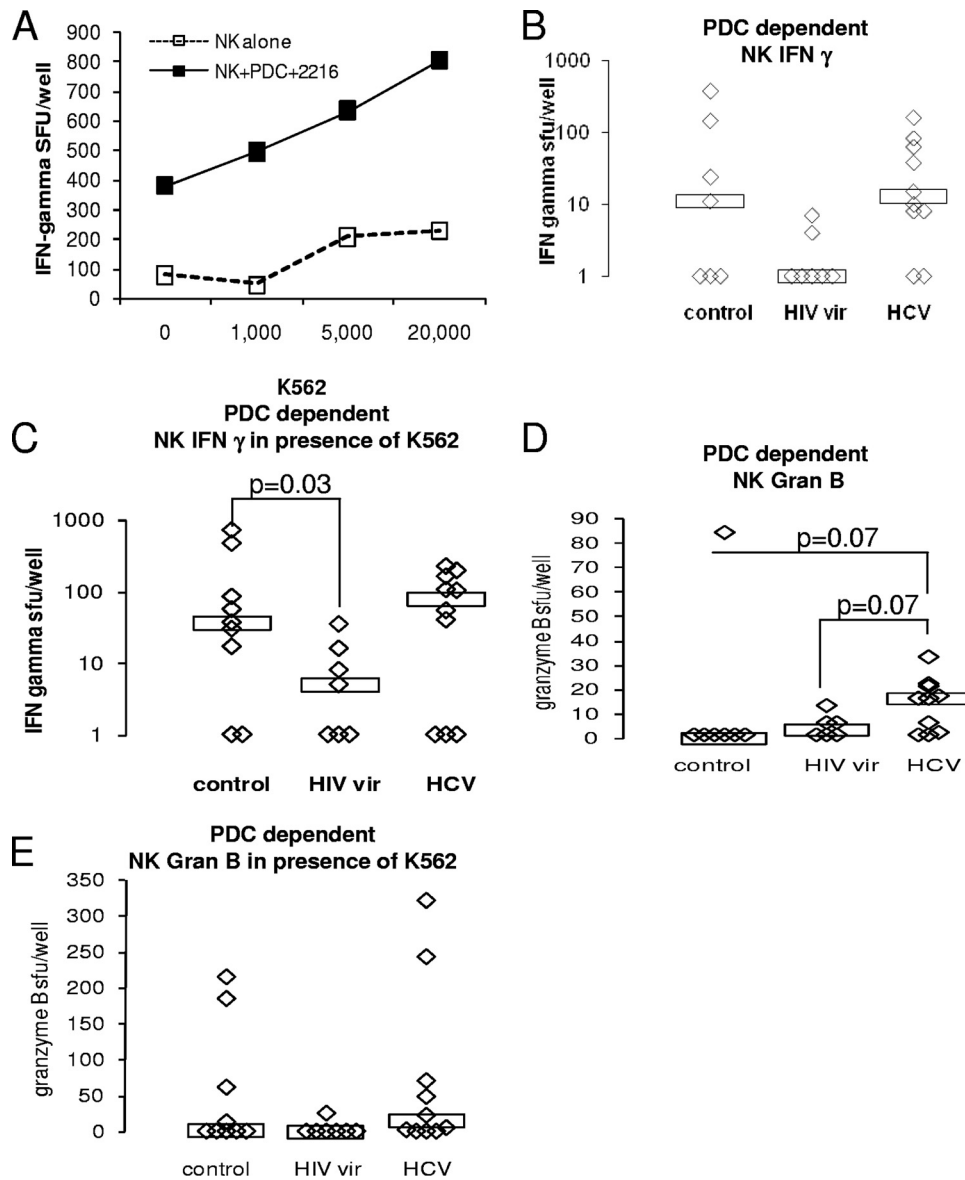 A
900
800
700
600
500
400
300
200
100
0
IFN-gamma SFU/well
NK alone
NK+PDC+2216
0 1,000 5,000 20,000
K562
B
PDC dependent
NK IFN γ
1000
100
10
1
IFN gamma sfu/well
control HIV vir HCV
C
PDC dependent
NK IFN γ in presence of K562
p=0.03
1000
100
10
1
IFN gamma sfu/well
control HIV vir HCV
D
PDC dependent
NK Gran B
90
80
70
60
50
40
30
20
10
0
granzyme B sfu/well
p=0.07
p=0.07
control HIV vir HCV
E
PDC dependent
NK Gran B in presence of K562
350
300
250
200
150
100
50
0
granzyme B sfu/well
control HIV vir HCV